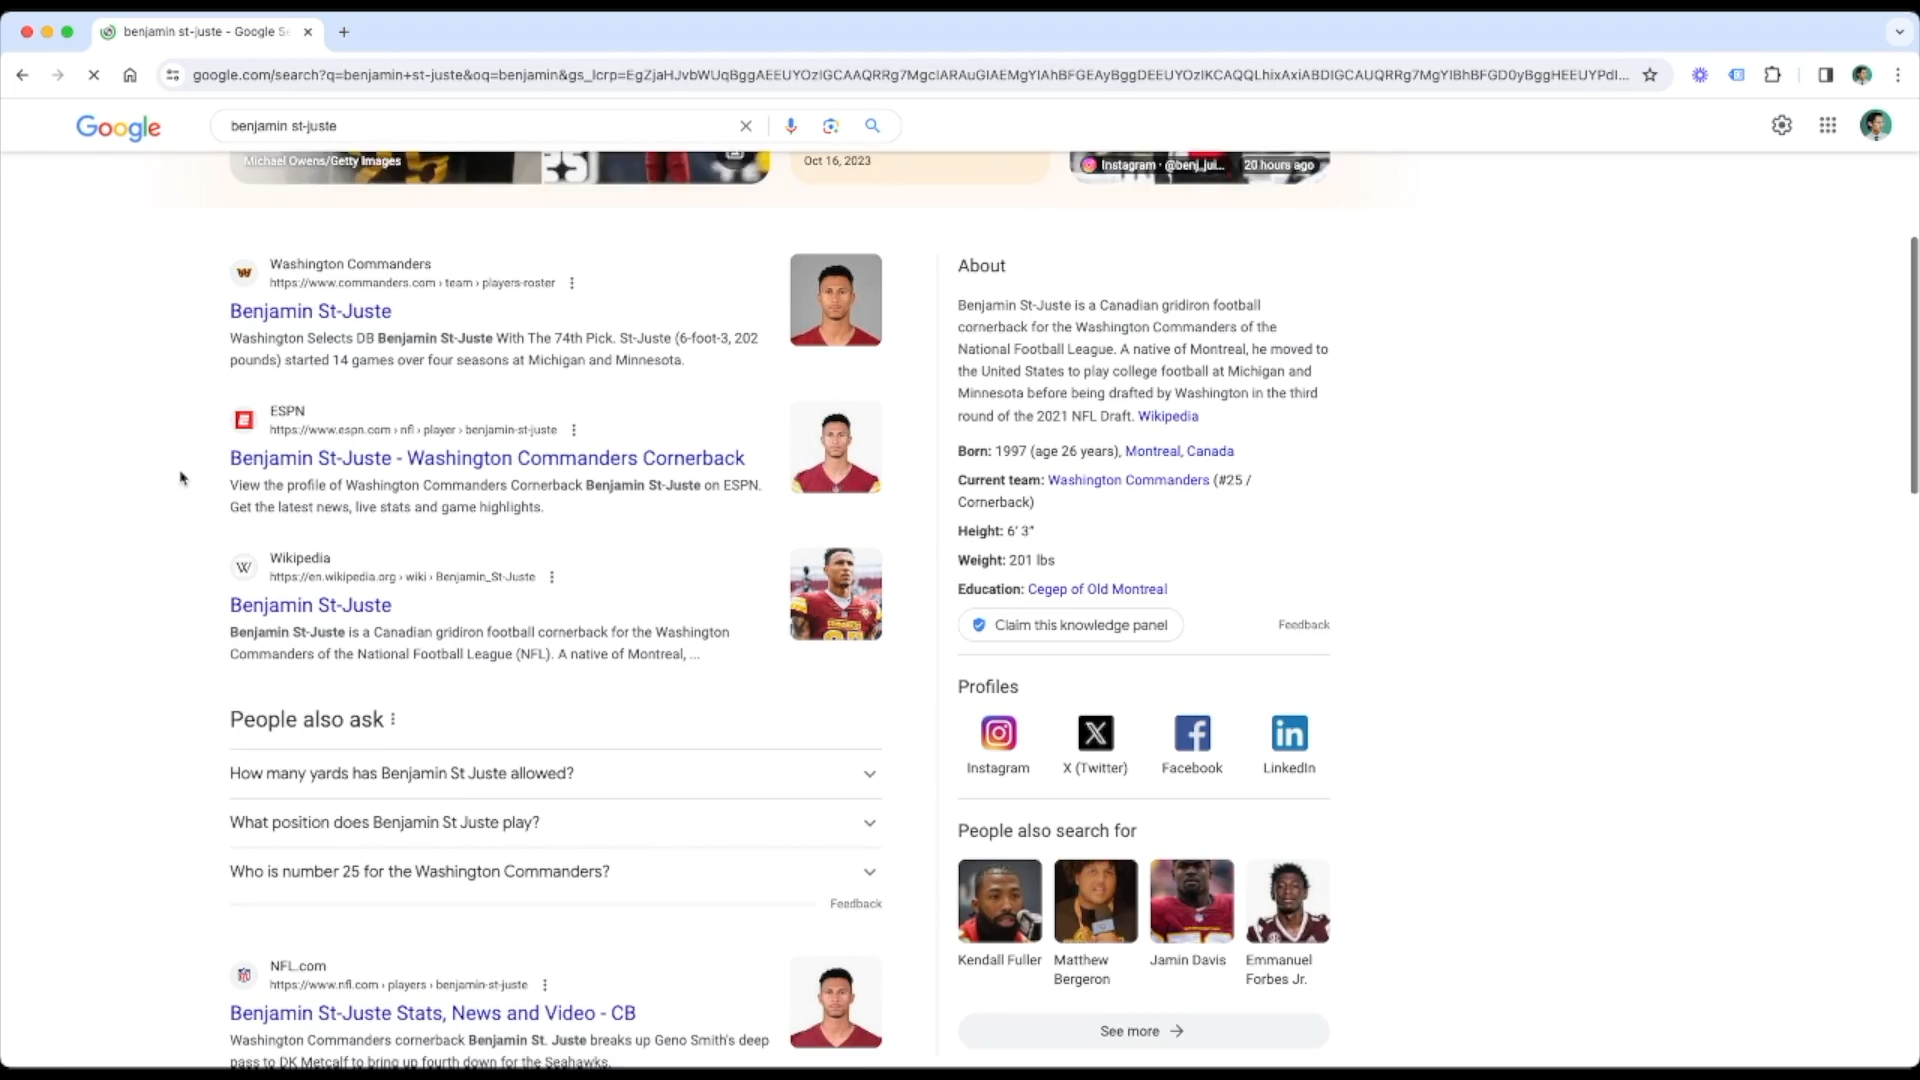 benjamin st-juste - Google Se
google.com/search?q=benjamin+st-juste&oq=benjamin&gs_lcrp=EgZjaHJvbWUqBggAEEUYOzIGCAAQRRg7MgcIARAuGIAEMgYIAhBFGEAyBggDEEUYOzIKCAQQLhixAxiABDIGCAUQRRg7MgYIBhBFGD0yBggHEEUYPdI...
Google
benjamin st-juste
Michael Owens/Getty Images
Oct 16, 2023
Instagram · @benj_jui...
20 hours ago
Washington Commanders
https://www.commanders.com › team › players-roster
Benjamin St-Juste
Washington Selects DB Benjamin St-Juste With The 74th Pick. St-Juste (6-foot-3, 202
pounds) started 14 games over four seasons at Michigan and Minnesota.
ESPN
https://www.espn.com › nfl › player › benjamin-st-juste
Benjamin St-Juste - Washington Commanders Cornerback
View the profile of Washington Commanders Cornerback Benjamin St-Juste on ESPN.
Get the latest news, live stats and game highlights.
Wikipedia
https://en.wikipedia.org › wiki › Benjamin_St-Juste
Benjamin St-Juste
Benjamin St-Juste is a Canadian gridiron football cornerback for the Washington
Commanders of the National Football League (NFL). A native of Montreal, ...
People also ask
How many yards has Benjamin St Juste allowed?
What position does Benjamin St Juste play?
Who is number 25 for the Washington Commanders?
Feedback
NFL.com
https://www.nfl.com › players › benjamin-st-juste
Benjamin St-Juste Stats, News and Video - CB
Washington Commanders cornerback Benjamin St. Juste breaks up Geno Smith's deep
pass to DK Metcalf to bring up fourth down for the Seahawks.
About
Benjamin St-Juste is a Canadian gridiron football
cornerback for the Washington Commanders of the
National Football League. A native of Montreal, he moved to
the United States to play college football at Michigan and
Minnesota before being drafted by Washington in the third
round of the 2021 NFL Draft. Wikipedia
Born: 1997 (age 26 years), Montreal, Canada
Current team: Washington Commanders (#25 /
Cornerback)
Height: 6′ 3″
Weight: 201 lbs
Education: Cegep of Old Montreal
Claim this knowledge panel
Feedback
Profiles
Instagram
X (Twitter)
Facebook
LinkedIn
People also search for
Kendall Fuller
Matthew
Bergeron
Jamin Davis
Emmanuel
Forbes Jr.
See more